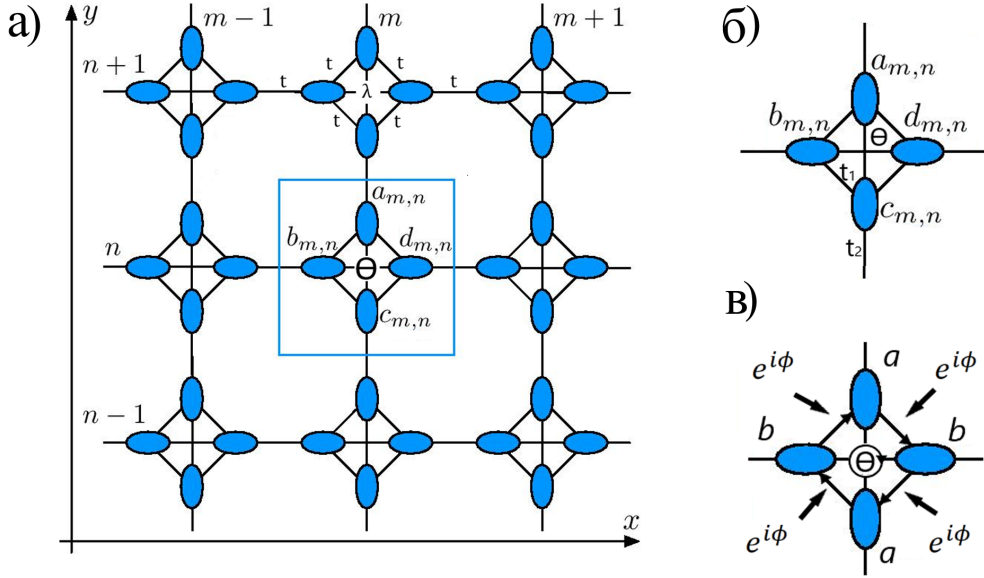 а)
y
m − 1
m
m + 1
n + 1
t
t
t
λ
t
t
t
a_{m,n}
n
b_{m,n}
d_{m,n}
Θ
c_{m,n}
n − 1
x
б)
a_{m,n}
b_{m,n}
d_{m,n}
Θ
t₁
c_{m,n}
t₂
в)
e^{iϕ}
a
e^{iϕ}
b
b
Θ
e^{iϕ}
e^{iϕ}
a